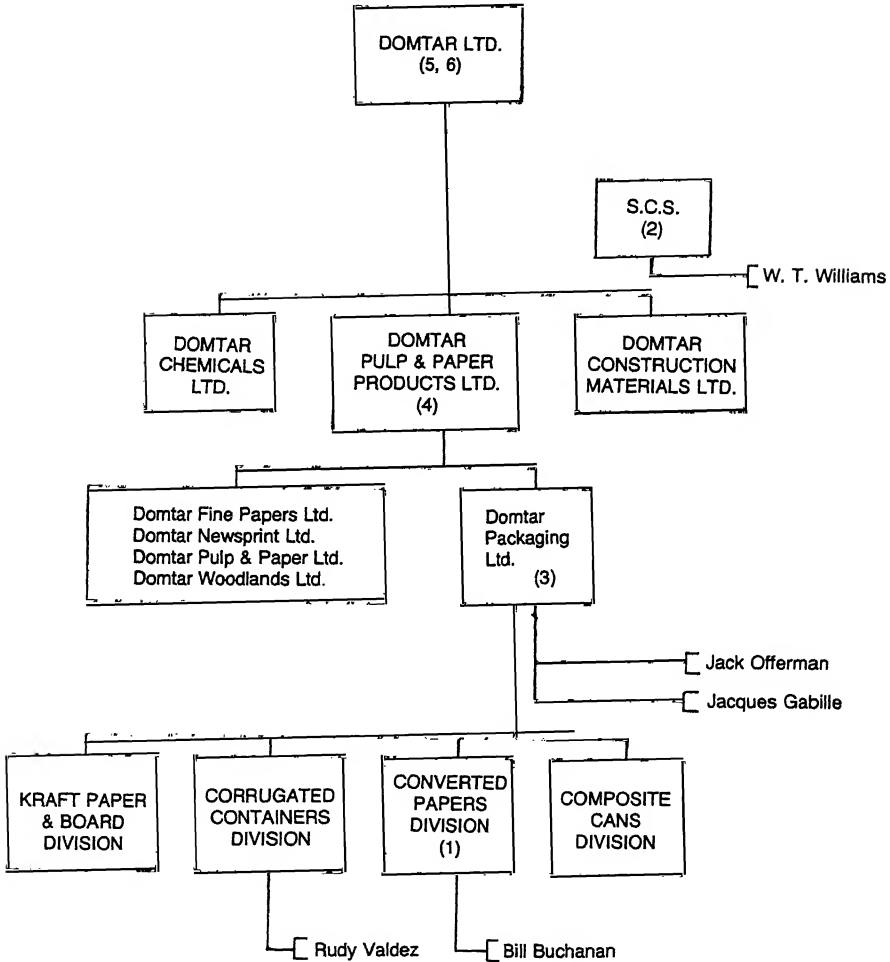 DOMTAR LTD.
(5, 6)
S.C.S.
(2)
W. T. Williams
DOMTAR
CHEMICALS
LTD.
DOMTAR
PULP & PAPER
PRODUCTS LTD.
(4)
DOMTAR
CONSTRUCTION
MATERIALS LTD.
Domtar Fine Papers Ltd.
Domtar Newsprint Ltd.
Domtar Pulp & Paper Ltd.
Domtar Woodlands Ltd.
Domtar
Packaging
Ltd.
(3)
Jack Offerman
Jacques Gabille
KRAFT PAPER
& BOARD
DIVISION
CORRUGATED
CONTAINERS
DIVISION
CONVERTED
PAPERS
DIVISION
(1)
COMPOSITE
CANS
DIVISION
Rudy Valdez
Bill Buchanan